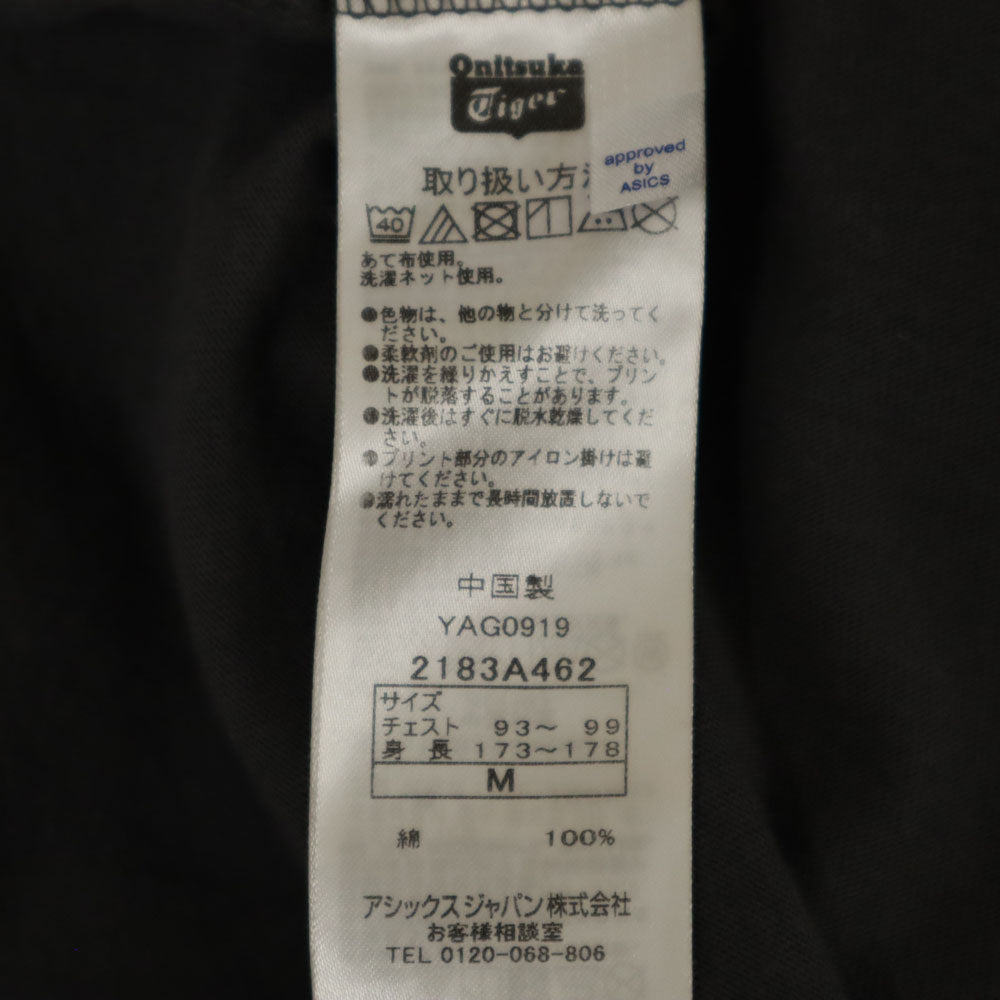 Onitsuka
Tiger
approved
by
ASICS
取り扱い方
40
あて布使用。
洗濯ネット使用。
●色物は、他の物と分けて洗ってく
ださい。
●柔軟剤のご使用はお避けください。
●洗濯を繰りかえすことで、プリン
トが脱落することがあります。
●洗濯後はすぐに脱水乾燥してくだ
さい。
●プリント部分のアイロン掛けは避
けてください。
●濡れたままで長時間放置しないで
ください。
中国製
YAG0919
2183A462
サイズ
チェスト 93～ 99
身 長 173～178
M
綿 100%
アシックスジャパン株式会社
お客様相談室
TEL 0120-068-806